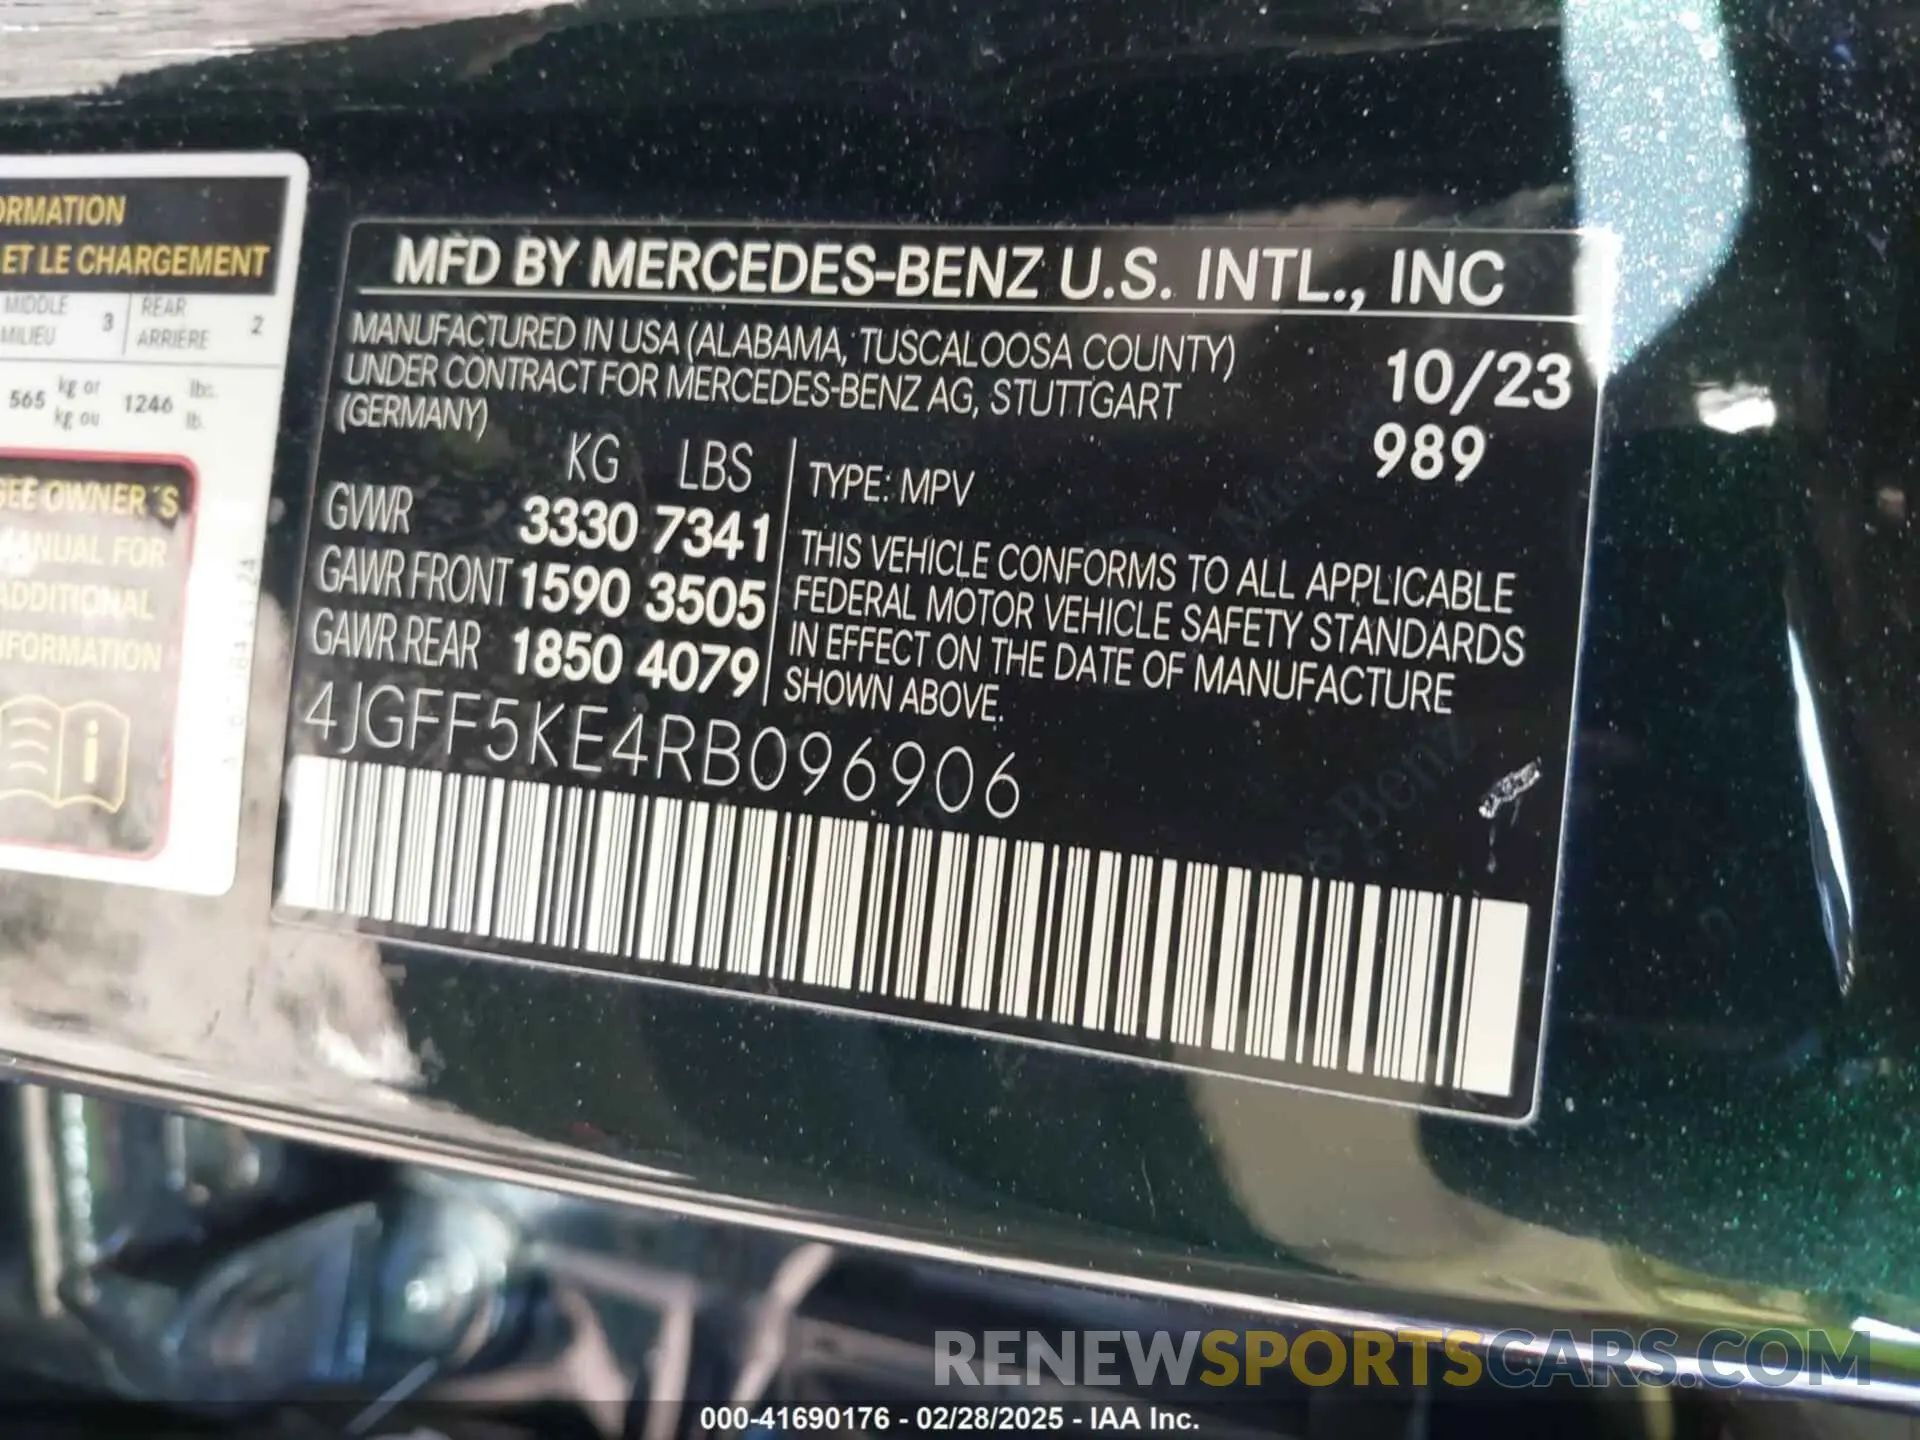 ORMATION
ET LE CHARGEMENT
MIDDLE
MILIEU
3
REAR
ARRIÈRE
2
565 kg or
kg ou
1246 lbs.
lb.
SEE OWNER´S
MANUAL FOR
ADDITIONAL
INFORMATION
MFD BY MERCEDES-BENZ U.S. INTL., INC
MANUFACTURED IN USA (ALABAMA, TUSCALOOSA COUNTY)
UNDER CONTRACT FOR MERCEDES-BENZ AG, STUTTGART
(GERMANY)
10/23
989
KG LBS
GVWR 3330 7341
GAWR FRONT 1590 3505
GAWR REAR 1850 4079
TYPE: MPV
THIS VEHICLE CONFORMS TO ALL APPLICABLE
FEDERAL MOTOR VEHICLE SAFETY STANDARDS
IN EFFECT ON THE DATE OF MANUFACTURE
SHOWN ABOVE.
4JGFF5KE4RB096906
RENEWSPORTSCARS.COM
000-41690176 - 02/28/2025 - IAA Inc.